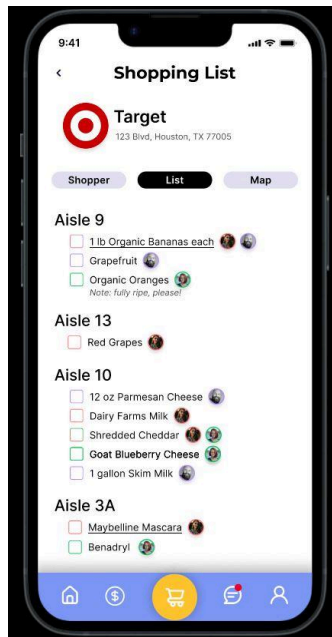 9:41
Shopping List
Target
123 Blvd, Houston, TX 77005
Shopper
List
Map
Aisle 9
1 lb Organic Bananas each
Grapefruit
Organic Oranges
Note: fully ripe, please!
Aisle 13
Red Grapes
Aisle 10
12 oz Parmesan Cheese
Dairy Farms Milk
Shredded Cheddar
Goat Blueberry Cheese
1 gallon Skim Milk
Aisle 3A
Maybelline Mascara
Benadryl